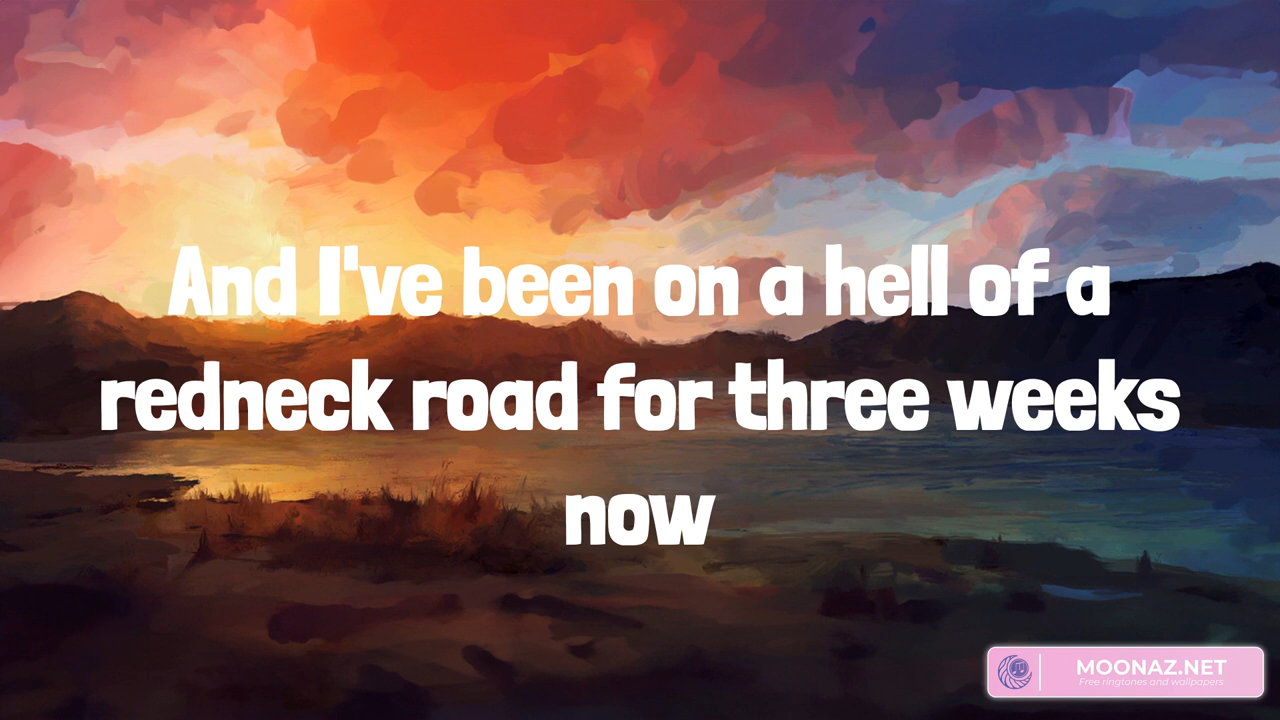 And I've been on a hell of a
redneck road for three weeks
now
MOONAZ.NET
Free ringtones and wallpapers